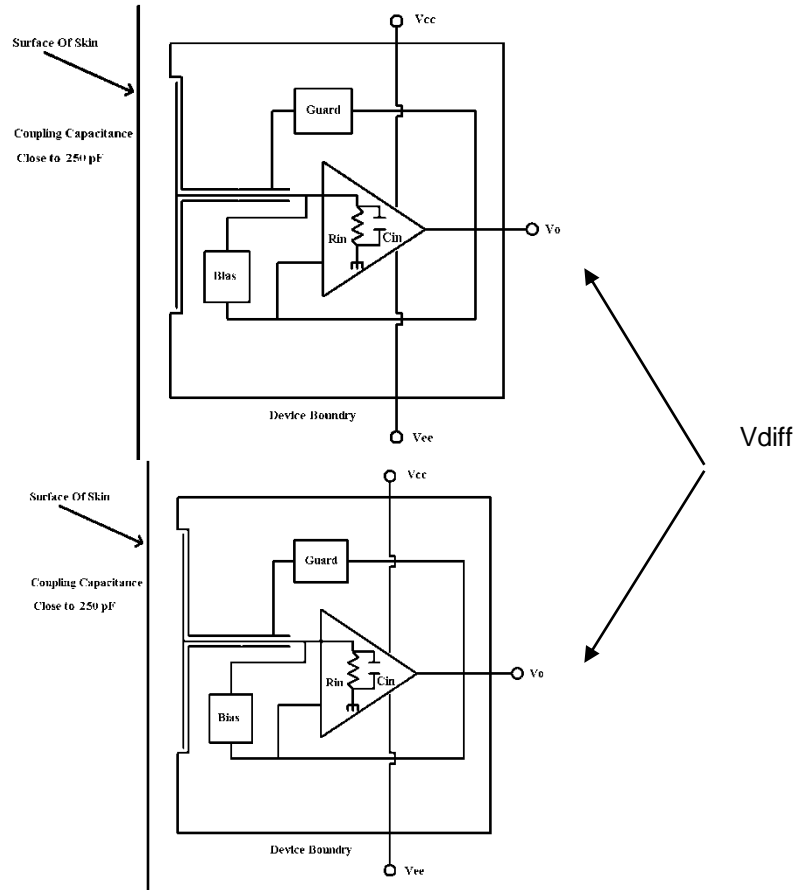 Vcc
Surface Of Skin
Guard
Coupling Capacitance
Close to 250 pF
Rin
Cin
Vo
Bias
Device Boundry
Vee
Vdiff
Vcc
Surface Of Skin
Guard
Coupling Capacitance
Close to 250 pF
Rin
Cin
Vo
Bias
Device Boundry
Vee